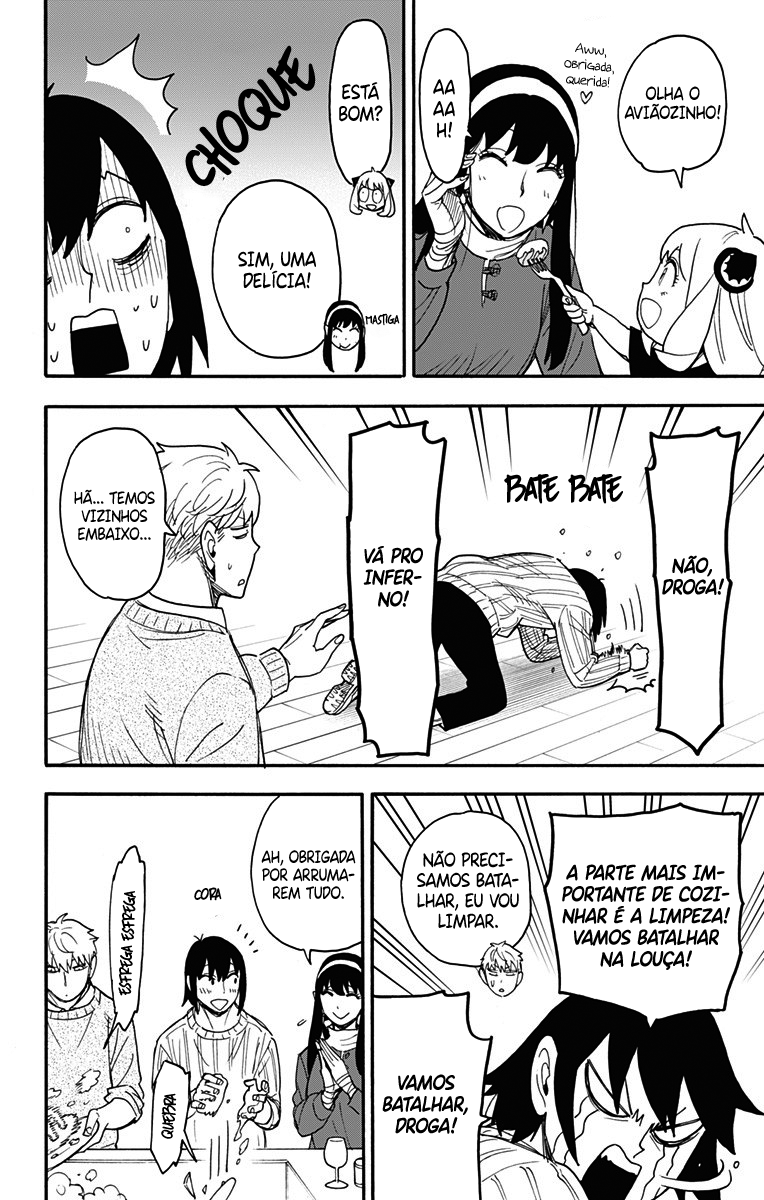 OLHA O
AVIÃOZINHO!
Aww,
obrigada,
querida!
AA
AA
H!
ESTÁ
BOM?
SIM, UMA
DELÍCIA!
MASTIGA
CHOQUE
NÃO,
DROGA!
BATE BATE
VÁ PRO
INFER-
NO!
HÃ... TEMOS
VIZINHOS
EMBAIXO...
A PARTE MAIS IM-
PORTANTE DE COZI-
NHAR É A LIMPEZA!
VAMOS BATALHAR
NA LOUÇA!
NÃO PRECI-
SAMOS BATA-
LHAR, EU VOU
LIMPAR.
VAMOS
BATALHAR,
DROGA!
AH, OBRIGADA
POR ARRUMA-
REM TUDO.
CORA
ESFREGA ESFREGA
QUEBRA